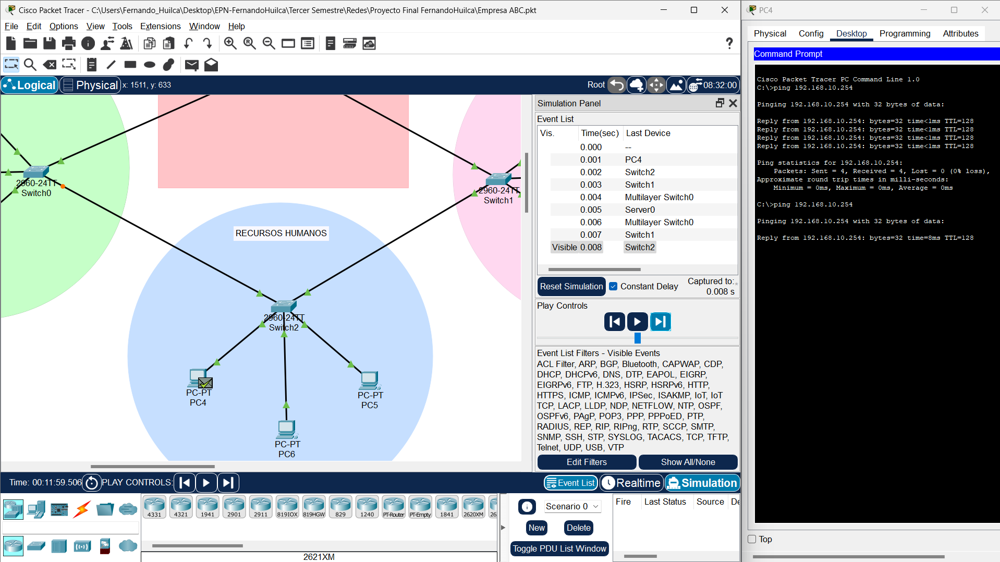 Cisco Packet Tracer - C:\Users\Fernando_Huilca\Desktop\EPN-FernandoHuilca\Tercer Semestre\Redes\Proyecto Final FernandoHuilca\Empresa ABC.pkt
File Edit Options View Tools Extensions Window Help
Logical Physical x: 1511, y: 633
Root 08:32:00
2960-24TT
Switch0
2960-24TT
Switch1
RECURSOS HUMANOS
2960-24TT
Switch2
PC-PT
PC4
PC-PT
PC5
PC-PT
PC6
Simulation Panel
Event List
Vis. Time(sec) Last Device
0.000 --
0.001 PC4
0.002 Switch2
0.003 Switch1
0.004 Multilayer Switch0
0.005 Server0
0.006 Multilayer Switch0
0.007 Switch1
Visible 0.008 Switch2
Reset Simulation Constant Delay Captured to:
0.008 s
Play Controls
Event List Filters - Visible Events
ACL Filter, ARP, BGP, Bluetooth, CAPWAP, CDP,
DHCP, DHCPv6, DNS, DTP, EAPOL, EIGRP,
EIGRPv6, FTP, H.323, HSRP, HSRPv6, HTTP,
HTTPS, ICMP, ICMPv6, IPSec, ISAKMP, IoT, IoT
TCP, LACP, LLDP, NDP, NETFLOW, NTP, OSPF,
OSPFv6, PAgP, POP3, PPP, PPPoED, PTP,
RADIUS, REP, RIP, RIPng, RTP, SCCP, SMTP,
SNMP, SSH, STP, SYSLOG, TACACS, TCP, TFTP,
Telnet, UDP, USB, VTP
Edit Filters Show All/None
Time: 00:11:59.506 PLAY CONTROLS:
Event List Realtime Simulation
4331 4321 1941 2901 2911 819IOX 819HGW 829 1240 PT-Router PT-Empty 1841 2620XM 26
2621XM
Scenario 0
New Delete
Toggle PDU List Window
Fire Last Status Source De
PC4
Physical Config Desktop Programming Attributes
Command Prompt
Cisco Packet Tracer PC Command Line 1.0
C:\>ping 192.168.10.254
Pinging 192.168.10.254 with 32 bytes of data:
Reply from 192.168.10.254: bytes=32 time<1ms TTL=128
Reply from 192.168.10.254: bytes=32 time<1ms TTL=128
Reply from 192.168.10.254: bytes=32 time<1ms TTL=128
Reply from 192.168.10.254: bytes=32 time<1ms TTL=128
Ping statistics for 192.168.10.254:
Packets: Sent = 4, Received = 4, Lost = 0 (0% loss),
Approximate round trip times in milli-seconds:
Minimum = 0ms, Maximum = 0ms, Average = 0ms
C:\>ping 192.168.10.254
Pinging 192.168.10.254 with 32 bytes of data:
Reply from 192.168.10.254: bytes=32 time=8ms TTL=128
Top